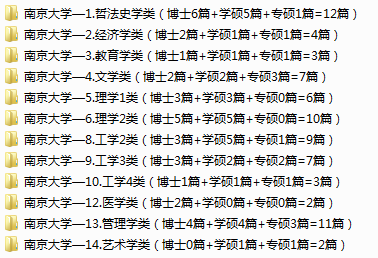 南京大学—1.哲法史学类（博士6篇+学硕5篇+专硕1篇=12篇）
南京大学—2.经济学类（博士2篇+学硕1篇+专硕1篇=4篇）
南京大学—3.教育学类（博士1篇+学硕1篇+专硕1篇=3篇）
南京大学—4.文学类（博士2篇+学硕2篇+专硕3篇=7篇）
南京大学—5.理学1类（博士3篇+学硕3篇+专硕0篇=6篇）
南京大学—6.理学2类（博士5篇+学硕5篇+专硕0篇=10篇）
南京大学—8.工学2类（博士3篇+学硕5篇+专硕1篇=9篇）
南京大学—9.工学3类（博士3篇+学硕2篇+专硕2篇=7篇）
南京大学—10.工学4类（博士1篇+学硕1篇+专硕1篇=3篇）
南京大学—12.医学类（博士2篇+学硕0篇+专硕0篇=2篇）
南京大学—13.管理学类（博士4篇+学硕4篇+专硕3篇=11篇）
南京大学—14.艺术学类（博士0篇+学硕1篇+专硕1篇=2篇）